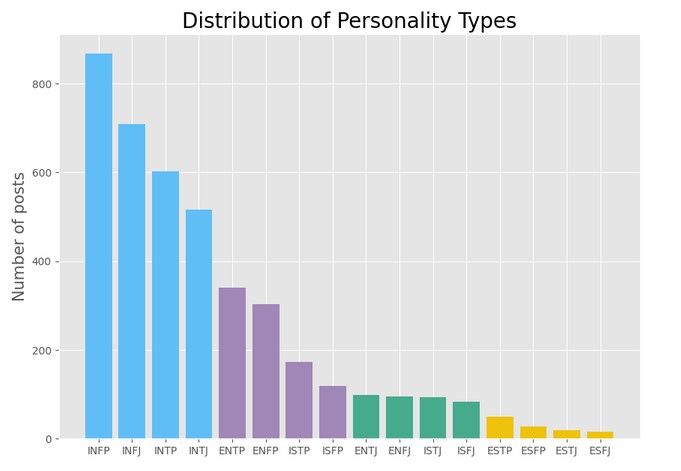 Distribution of Personality Types
Number of posts
800
600
400
200
0
INFP INFJ INTP INTJ ENTP ENFP ISTP ISFP ENTJ ENFJ ISTJ ISFJ ESTP ESFP ESTJ ESFJ